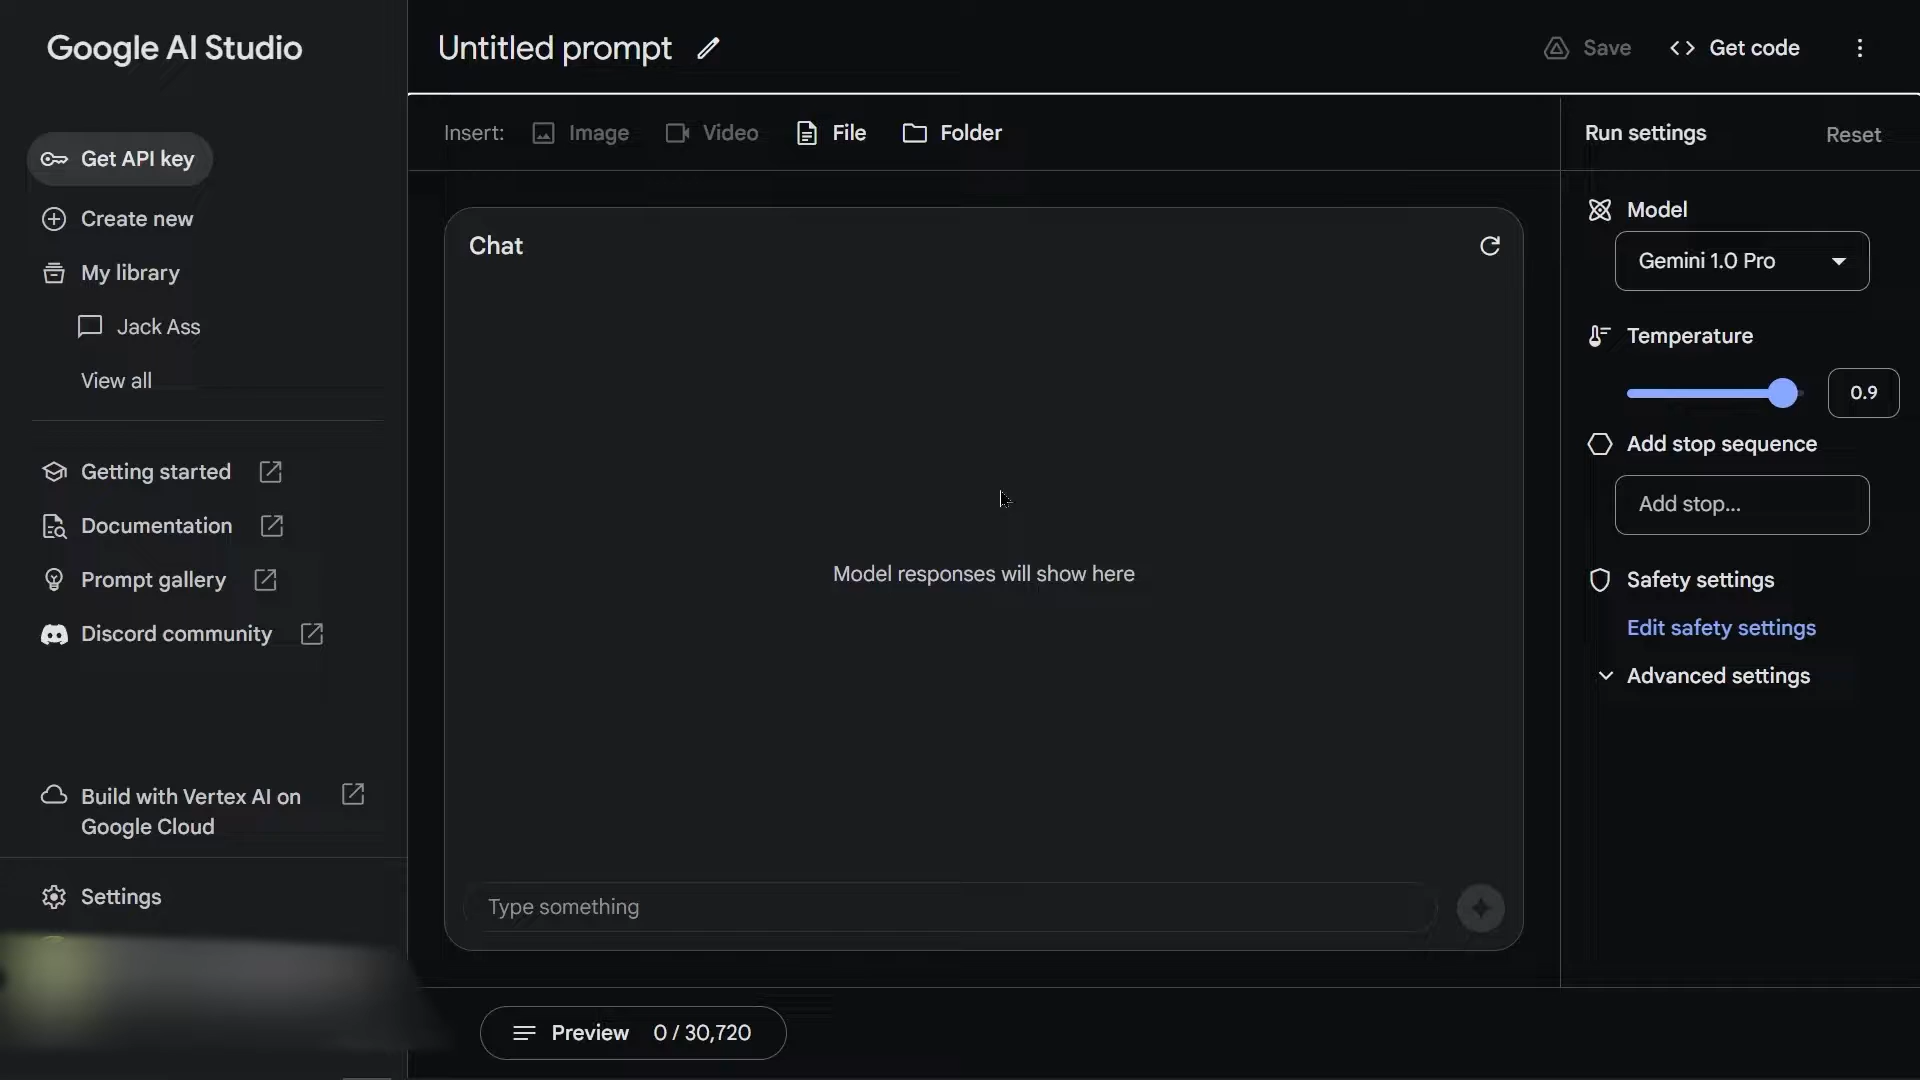 Google AI Studio
Get API key
Create new
My library
Jack Ass
View all
Getting started
Documentation
Prompt gallery
Discord community
Build with Vertex AI on
Google Cloud
Settings
Untitled prompt
Save
Get code
Insert:
Image
Video
File
Folder
Chat
Model responses will show here
Type something
Preview 0 / 30,720
Run settings
Reset
Model
Gemini 1.0 Pro
Temperature
0.9
Add stop sequence
Add stop...
Safety settings
Edit safety settings
Advanced settings